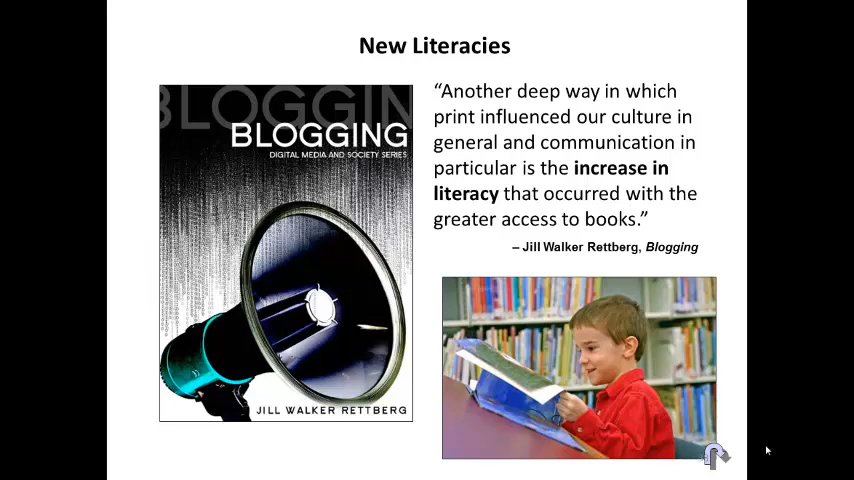 New Literacies
BLOGGIN
BLOGGING
DIGITAL MEDIA AND SOCIETY SERIES
JILL WALKER RETTBERG
“Another deep way in which
print influenced our culture in
general and communication in
particular is the increase in
literacy that occurred with the
greater access to books.”
– Jill Walker Rettberg, Blogging